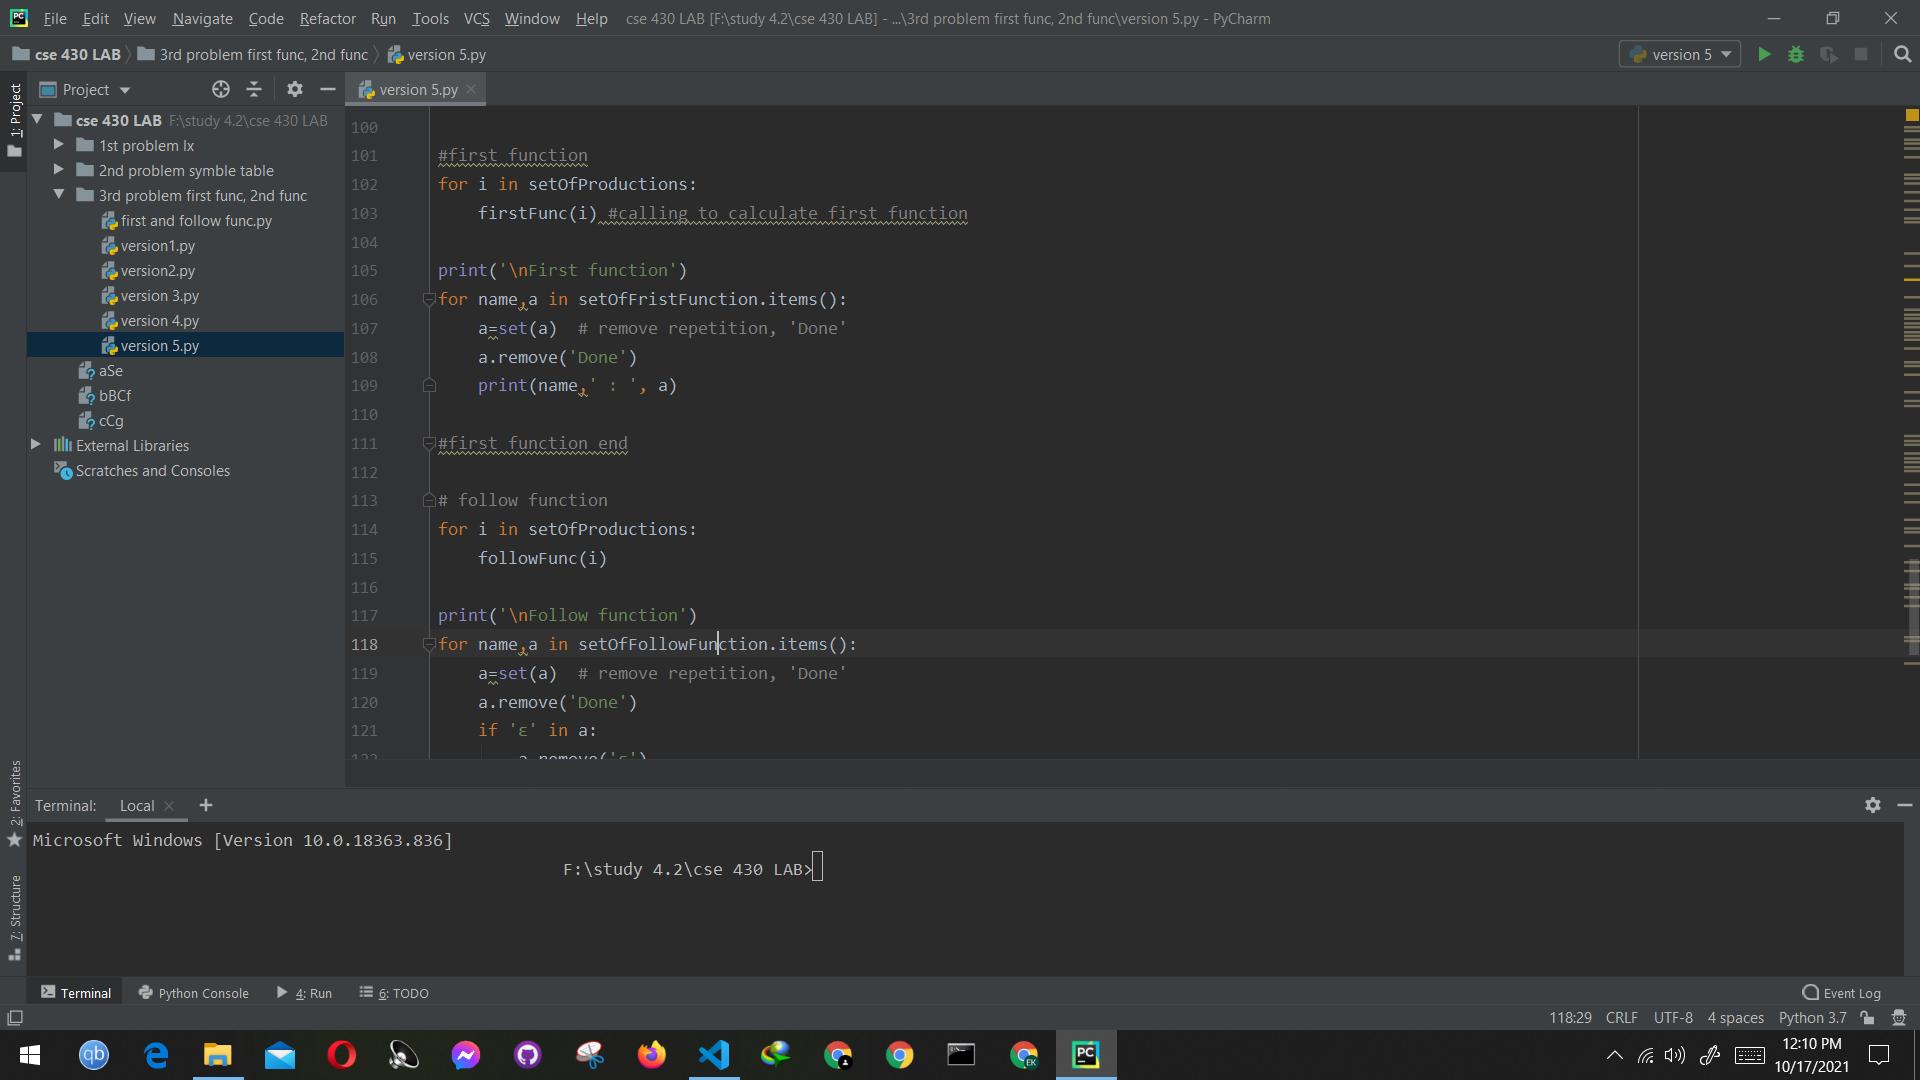 File Edit View Navigate Code Refactor Run Tools VCS Window Help cse 430 LAB [F:\study 4.2\cse 430 LAB] - ...\3rd problem first func, 2nd func\version 5.py - PyCharm
cse 430 LAB 3rd problem first func, 2nd func version 5.py version 5
1: Project
Project
version 5.py
cse 430 LAB F:\study 4.2\cse 430 LAB
1st problem lx
2nd problem symble table
3rd problem first func, 2nd func
first and follow func.py
version1.py
version2.py
version 3.py
version 4.py
version 5.py
aSe
bBCf
cCg
External Libraries
Scratches and Consoles
100
101 #first function
102 for i in setOfProductions:
103 firstFunc(i) #calling to calculate first function
104
105 print('\nFirst function')
106 for name,a in setOfFristFunction.items():
107 a=set(a) # remove repetition, 'Done'
108 a.remove('Done')
109 print(name,' : ', a)
110
111 #first function end
112
113 # follow function
114 for i in setOfProductions:
115 followFunc(i)
116
117 print('\nFollow function')
118 for name,a in setOfFollowFunction.items():
119 a=set(a) # remove repetition, 'Done'
120 a.remove('Done')
121 if 'ε' in a:
122 a.remove('ε')
2: Favorites
7: Structure
Terminal: Local
Microsoft Windows [Version 10.0.18363.836]
F:\study 4.2\cse 430 LAB>
Terminal Python Console 4: Run 6: TODO Event Log
118:29 CRLF UTF-8 4 spaces Python 3.7
12:10 PM
10/17/2021